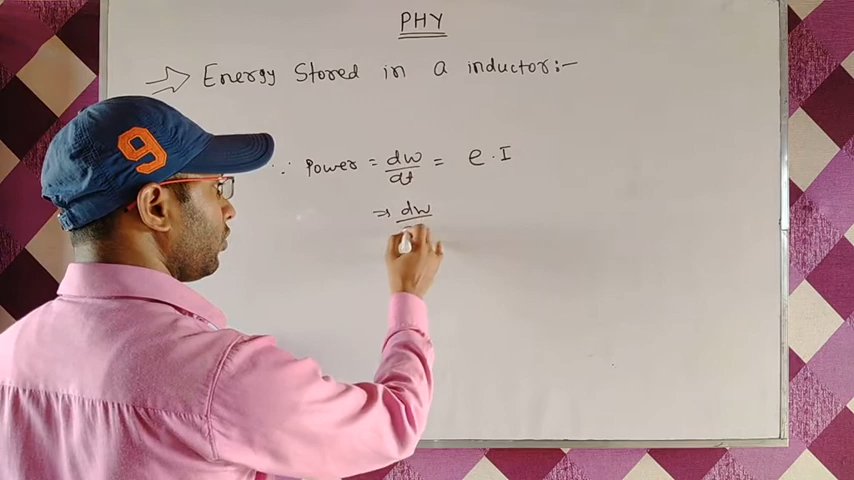 PHY
⇒ Energy Stored in a inductor:-
∵ Power = dw/dt = e.I
⇒ dw
9